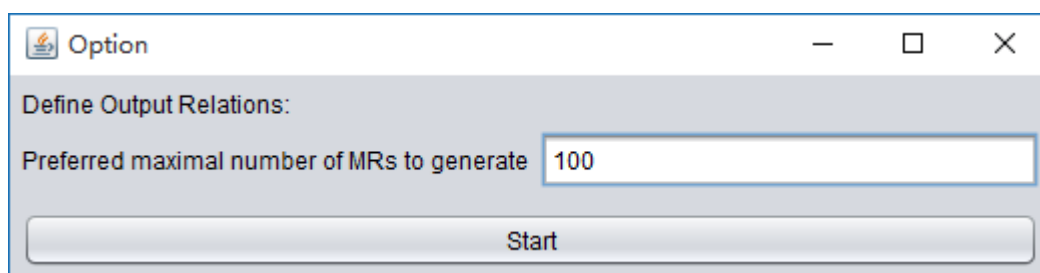 Option
Define Output Relations:
Preferred maximal number of MRs to generate 100
Start